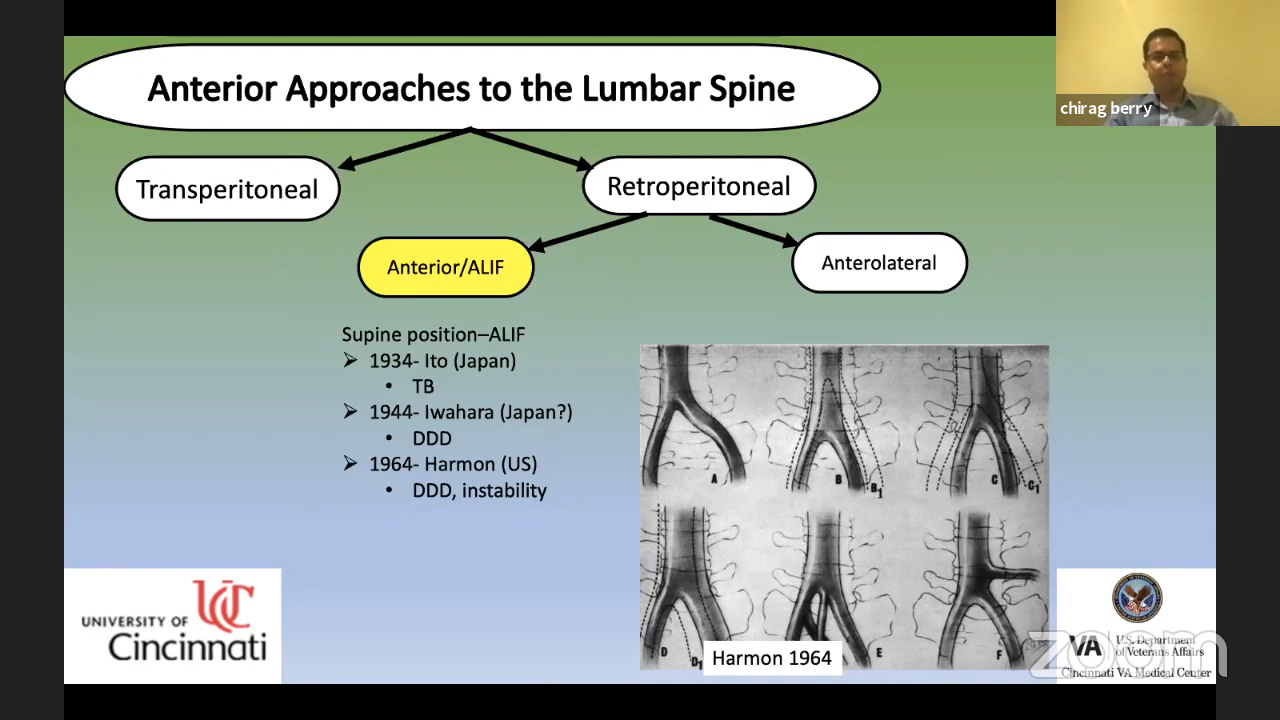 Anterior Approaches to the Lumbar Spine
chirag berry
Transperitoneal
Retroperitoneal
Anterior/ALIF
Anterolateral
Supine position–ALIF
➢ 1934- Ito (Japan)
• TB
➢ 1944- Iwahara (Japan?)
• DDD
➢ 1964- Harmon (US)
• DDD, instability
A
B
B1
C
C1
D
D1
E
F
Harmon 1964
UNIVERSITY OF
Cincinnati
VA
U.S. Department
of Veterans Affairs
Cincinnati VA Medical Center
zoom